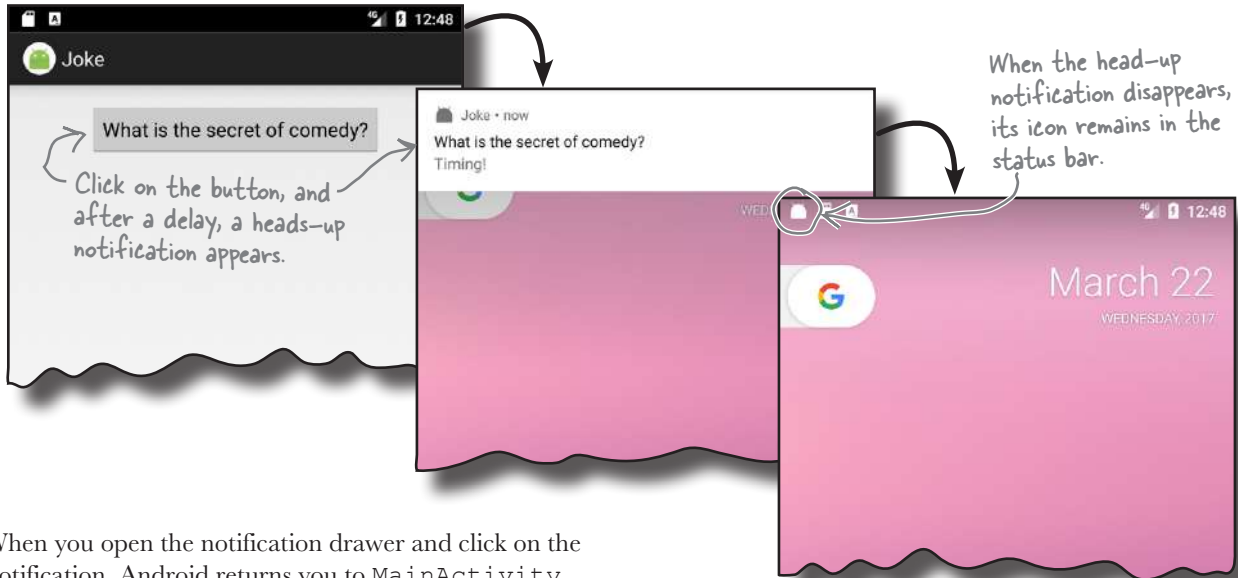 12:48
Joke
What is the secret of comedy?
Click on the button, and
after a delay, a heads-up
notification appears.
Joke • now
What is the secret of comedy?
Timing!
When the head-up
notification disappears,
its icon remains in the
status bar.
4G 12:48
G
March 22
WEDNESDAY, 2017
When you open the notification drawer and click on the
notification, Android returns you to MainActivity